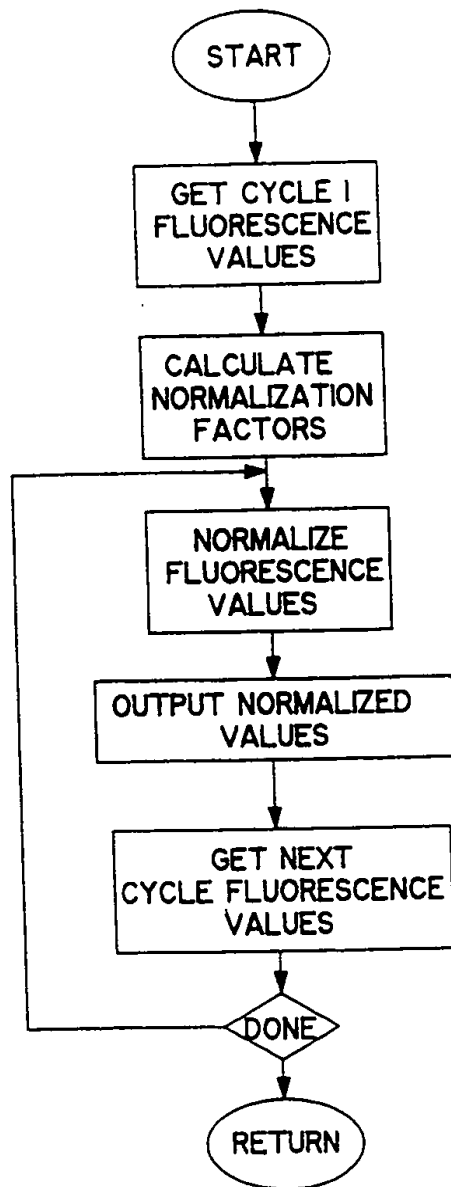 START
GET CYCLE 1
FLUORESCENCE
VALUES
CALCULATE
NORMALIZATION
FACTORS
NORMALIZE
FLUORESCENCE
VALUES
OUTPUT NORMALIZED
VALUES
GET NEXT
CYCLE FLUORESCENCE
VALUES
DONE
RETURN